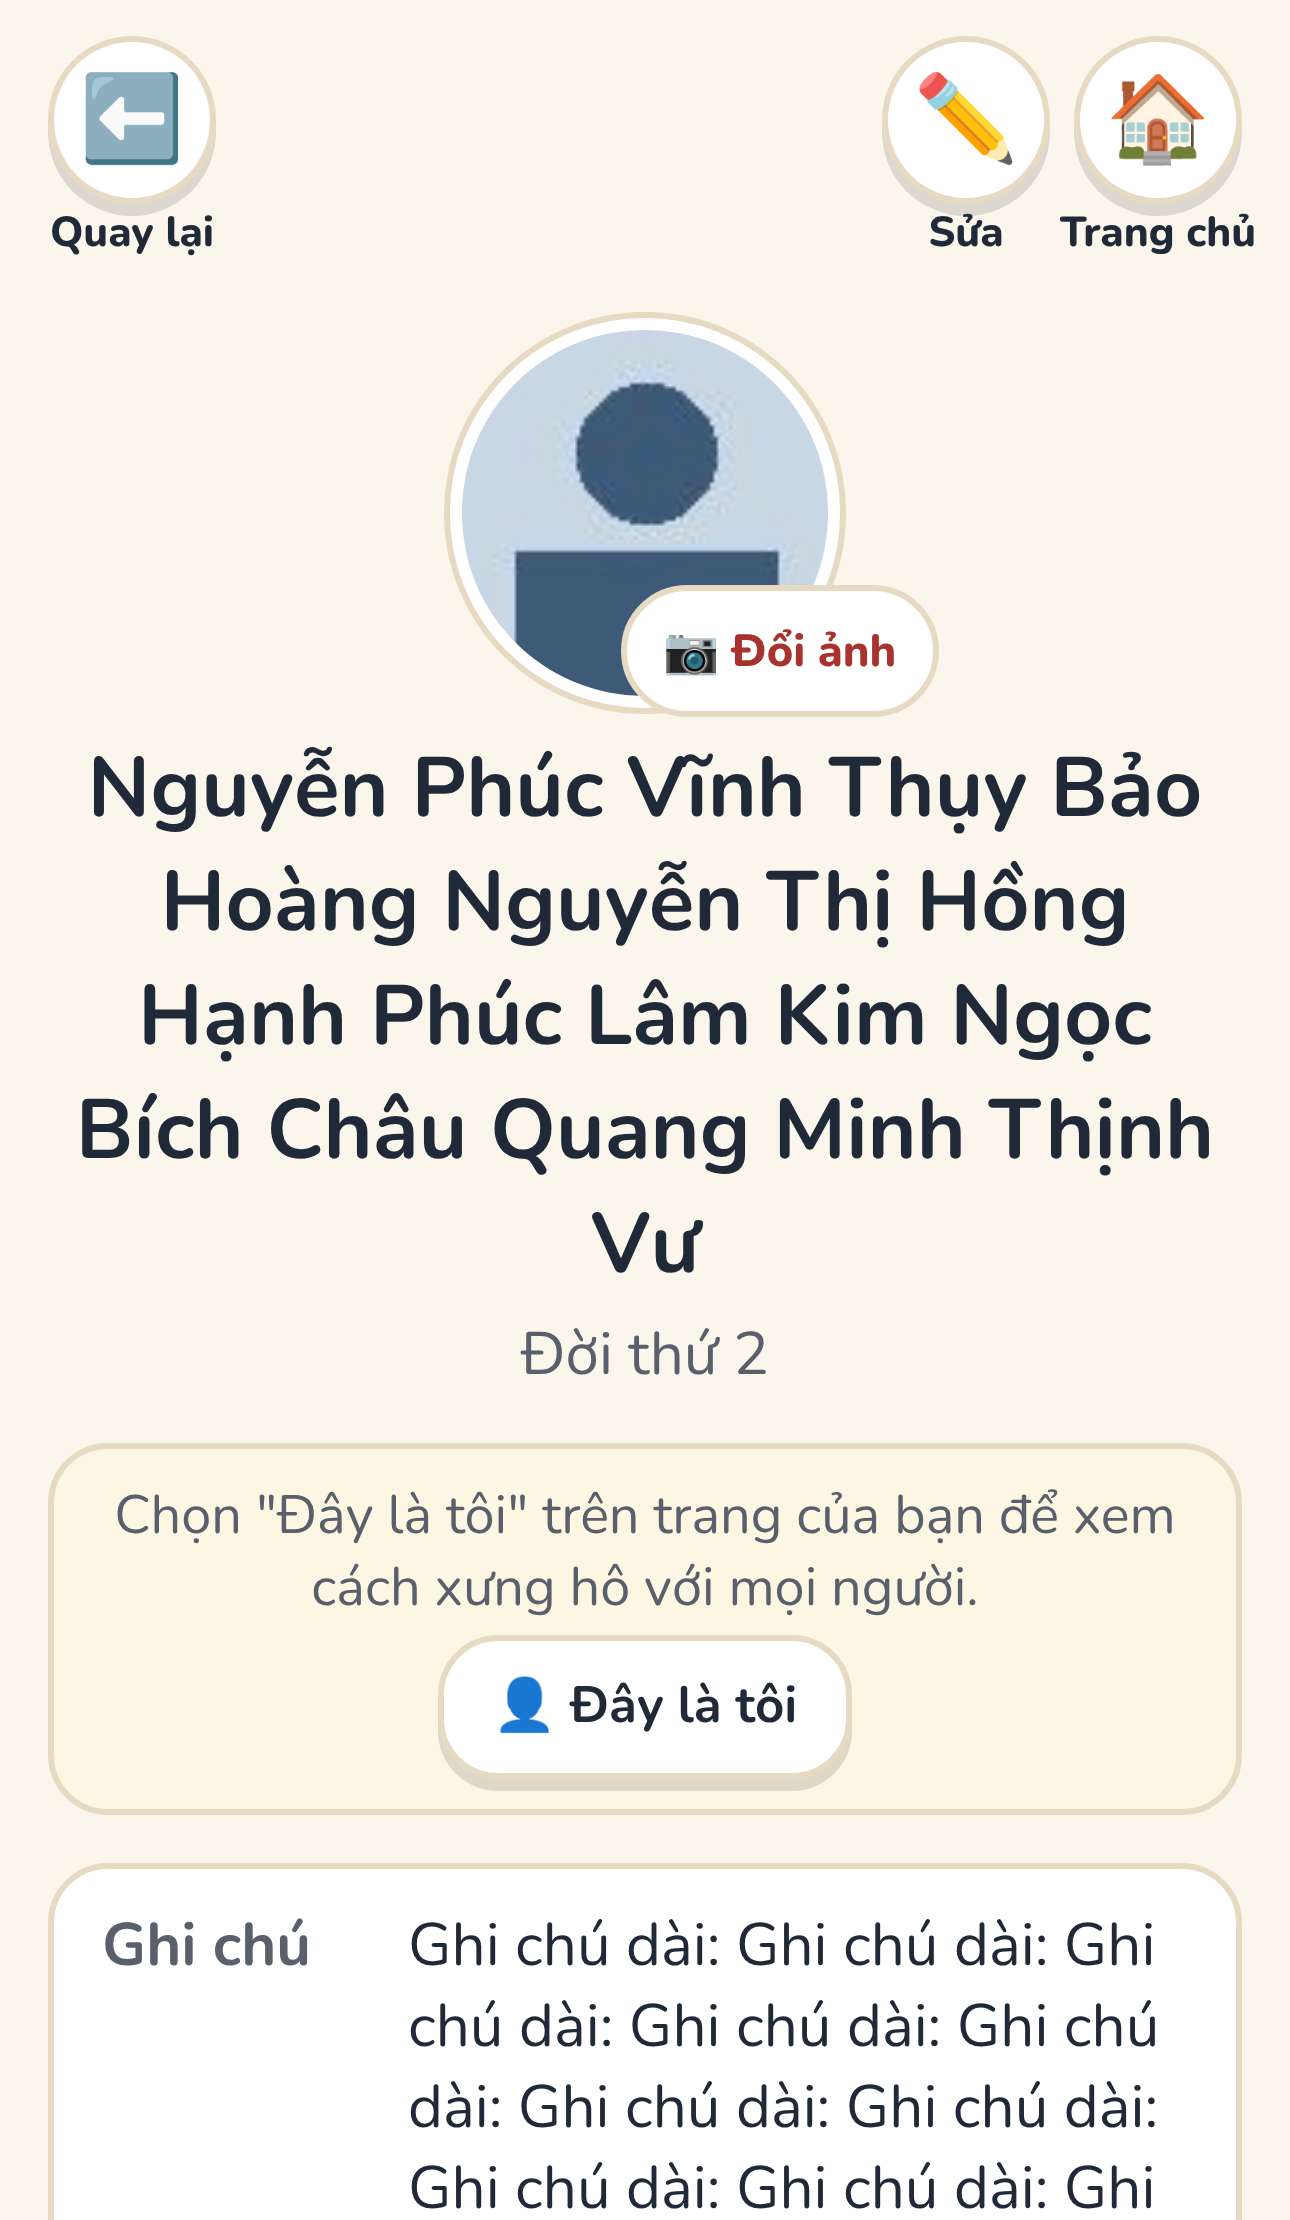 Quay lại
Sửa
Trang chủ
Đổi ảnh
Nguyễn Phúc Vĩnh Thụy Bảo
Hoàng Nguyễn Thị Hồng
Hạnh Phúc Lâm Kim Ngọc
Bích Châu Quang Minh Thịnh
Vư
Đời thứ 2
Chọn "Đây là tôi" trên trang của bạn để xem
cách xưng hô với mọi người.
Đây là tôi
Ghi chú
Ghi chú dài: Ghi chú dài: Ghi
chú dài: Ghi chú dài: Ghi chú
dài: Ghi chú dài: Ghi chú dài:
Ghi chú dài: Ghi chú dài: Ghi